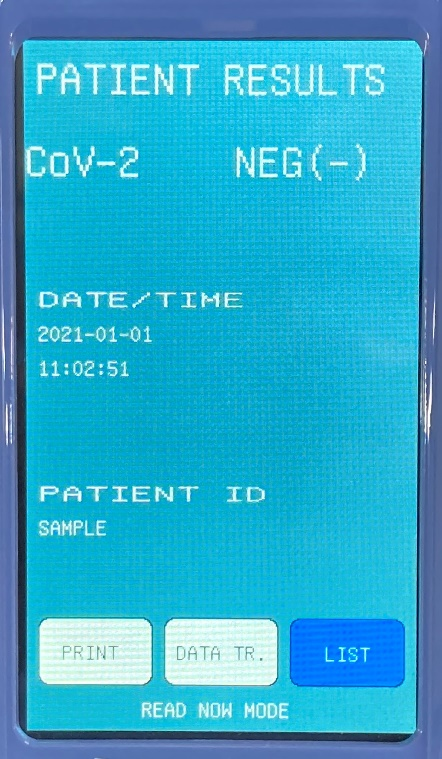 PATIENT RESULTS
CoV-2 NEG(-)
DATE/TIME
2021-01-01
11:02:51
PATIENT ID
SAMPLE
PRINT DATA TR. LIST
READ NOW MODE